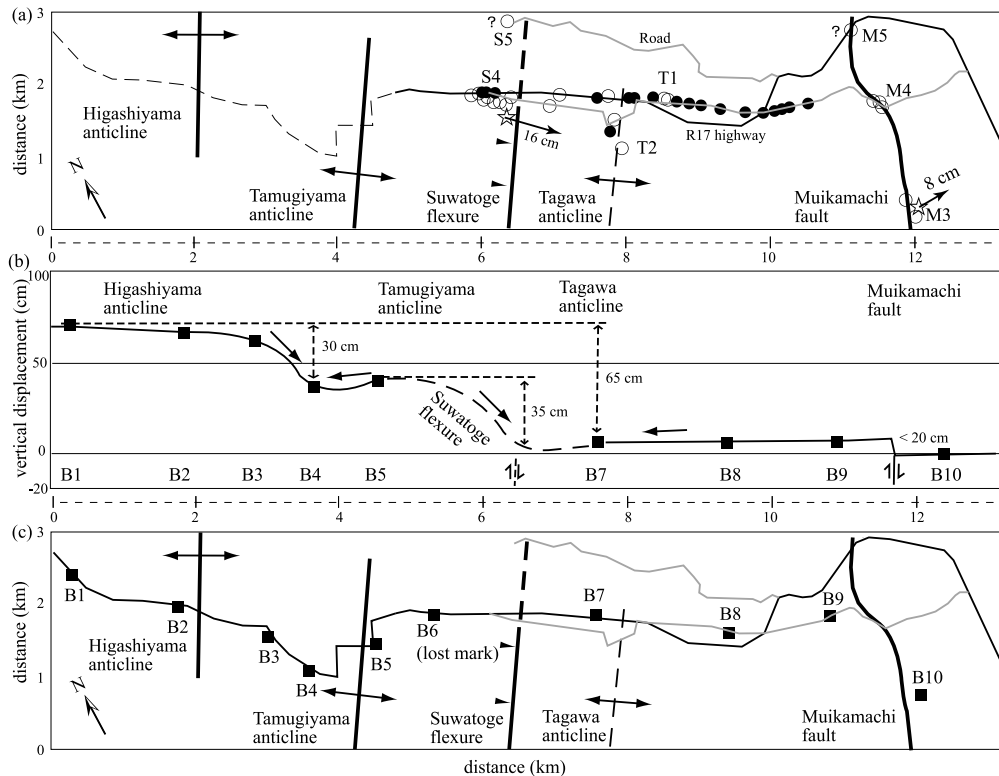 (a)
3
2
1
0
distance (km)
N
Higashiyama
anticline
Tamugiyama
anticline
? S5
Road
S4
16 cm
Suwatoge
flexure
T1
T2
Tagawa
anticline
R17 highway
? M5
M4
8 cm
M3
Muikamachi
fault
0 2 4 6 8 10 12
(b)
vertical displacement (cm)
100
50
0
-20
Higashiyama
anticline
Tamugiyama
anticline
Tagawa
anticline
Muikamachi
fault
30 cm
65 cm
35 cm
Suwatoge
flexure
< 20 cm
B1 B2 B3 B4 B5 B7 B8 B9 B10
0 2 4 6 8 10 12
(c)
3
2
1
0
distance (km)
N
B1
B2
B3
B4
B5
B6
(lost mark)
B7
B8
B9
B10
Higashiyama
anticline
Tamugiyama
anticline
Suwatoge
flexure
Tagawa
anticline
Muikamachi
fault
0 2 4 6 8 10 12
distance (km)